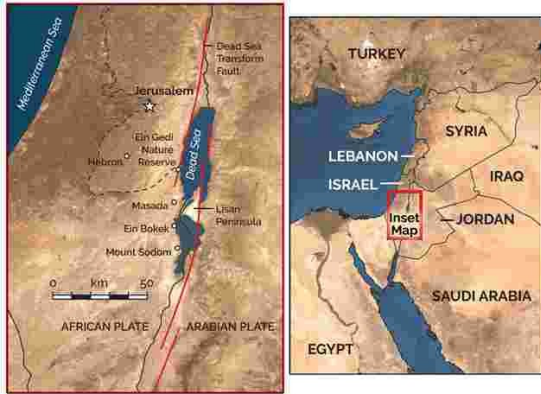 Mediterranean Sea
Dead Sea
Transform
Fault
Jerusalem
Ein Gedi
Nature
Reserve
Hebron
Dead Sea
Masada
Lisan
Peninsula
Ein Bokek
Mount Sodom
0 km 50
AFRICAN PLATE
ARABIAN PLATE
TURKEY
SYRIA
LEBANON
ISRAEL
IRAQ
Inset
Map
JORDAN
SAUDI ARABIA
EGYPT